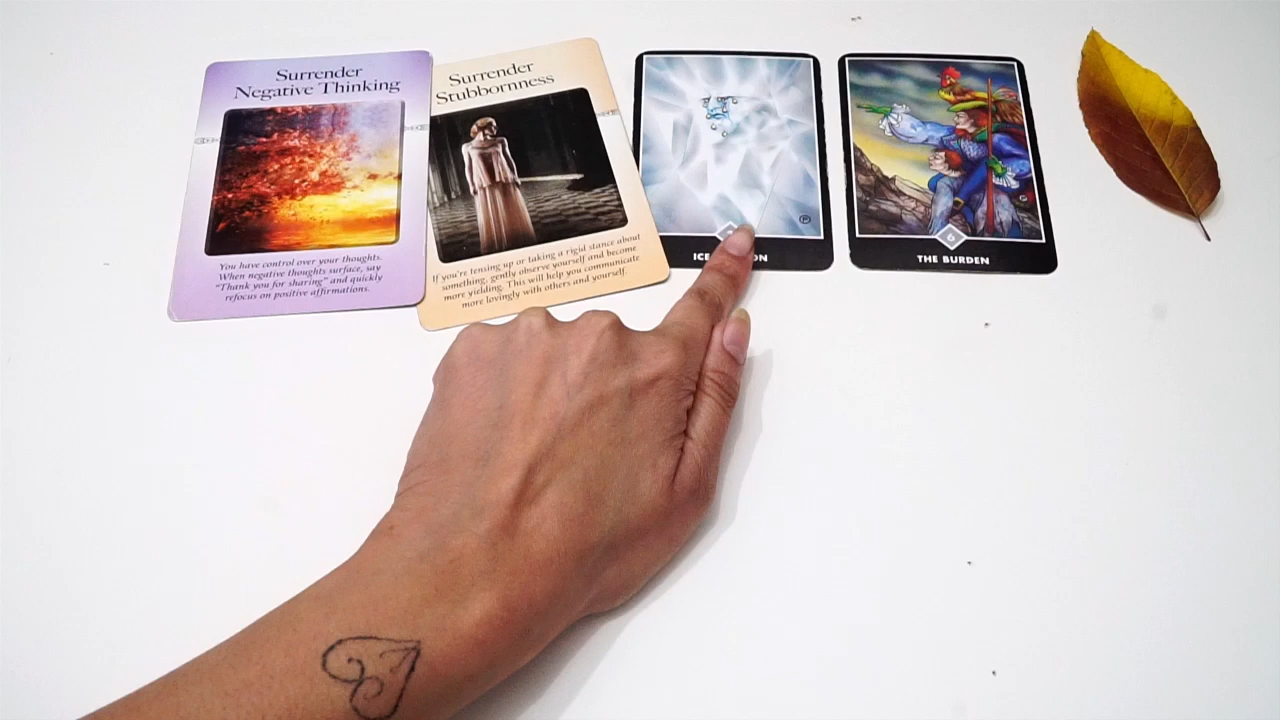 Surrender
Negative Thinking
You have control over your thoughts.
When negative thoughts surface, say
"Thank you for sharing" and quickly
refocus on positive affirmations.
Surrender
Stubbornness
If you're tensing up or taking a rigid stance about
something, gently observe yourself and become
more yielding. This will help you communicate
more lovingly with others and yourself.
P
6
THE BURDEN